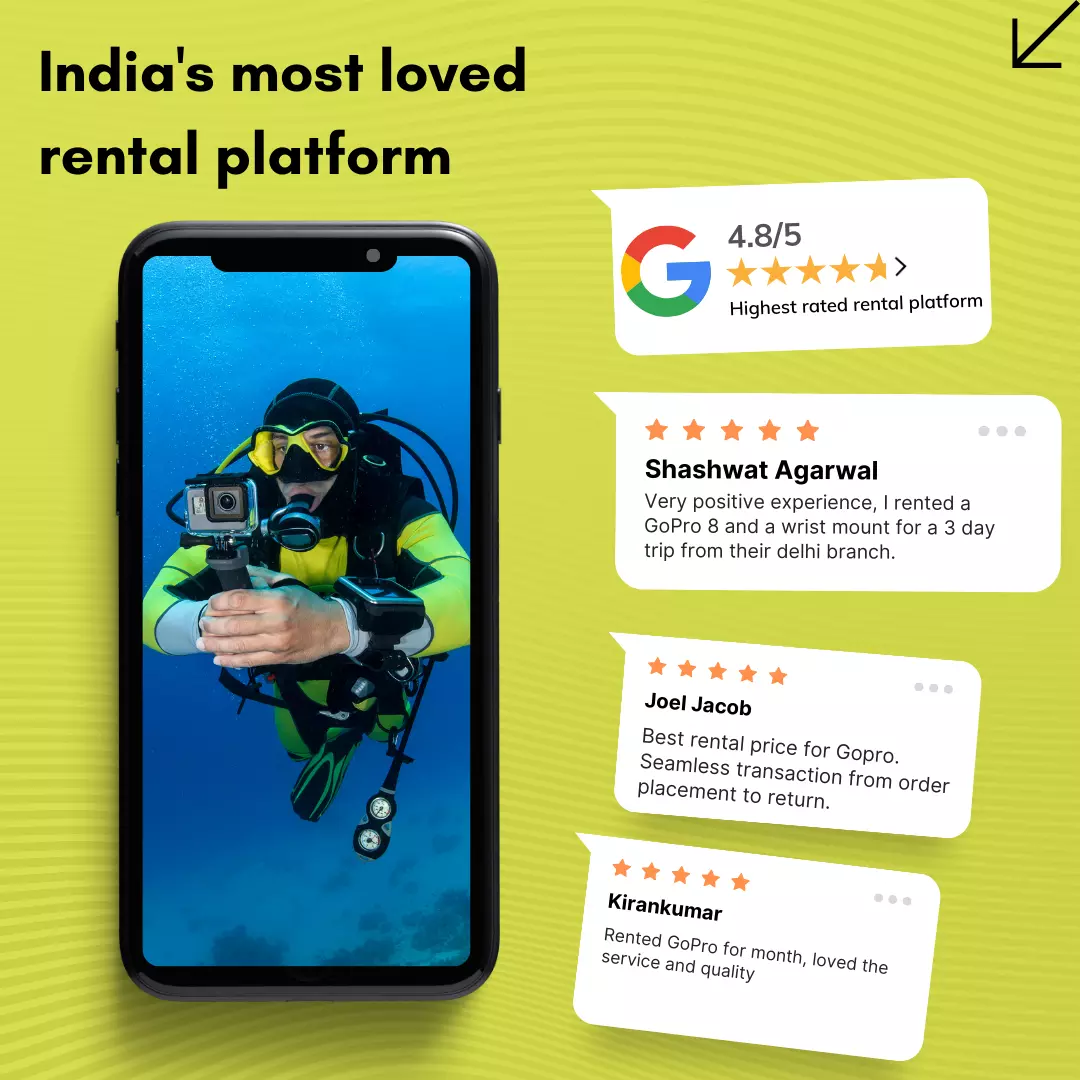 India's most loved
rental platform
4.8/5
Highest rated rental platform
Shashwat Agarwal
Very positive experience, I rented a
GoPro 8 and a wrist mount for a 3 day
trip from their delhi branch.
Joel Jacob
Best rental price for Gopro.
Seamless transaction from order
placement to return.
Kirankumar
Rented GoPro for month, loved the
service and quality